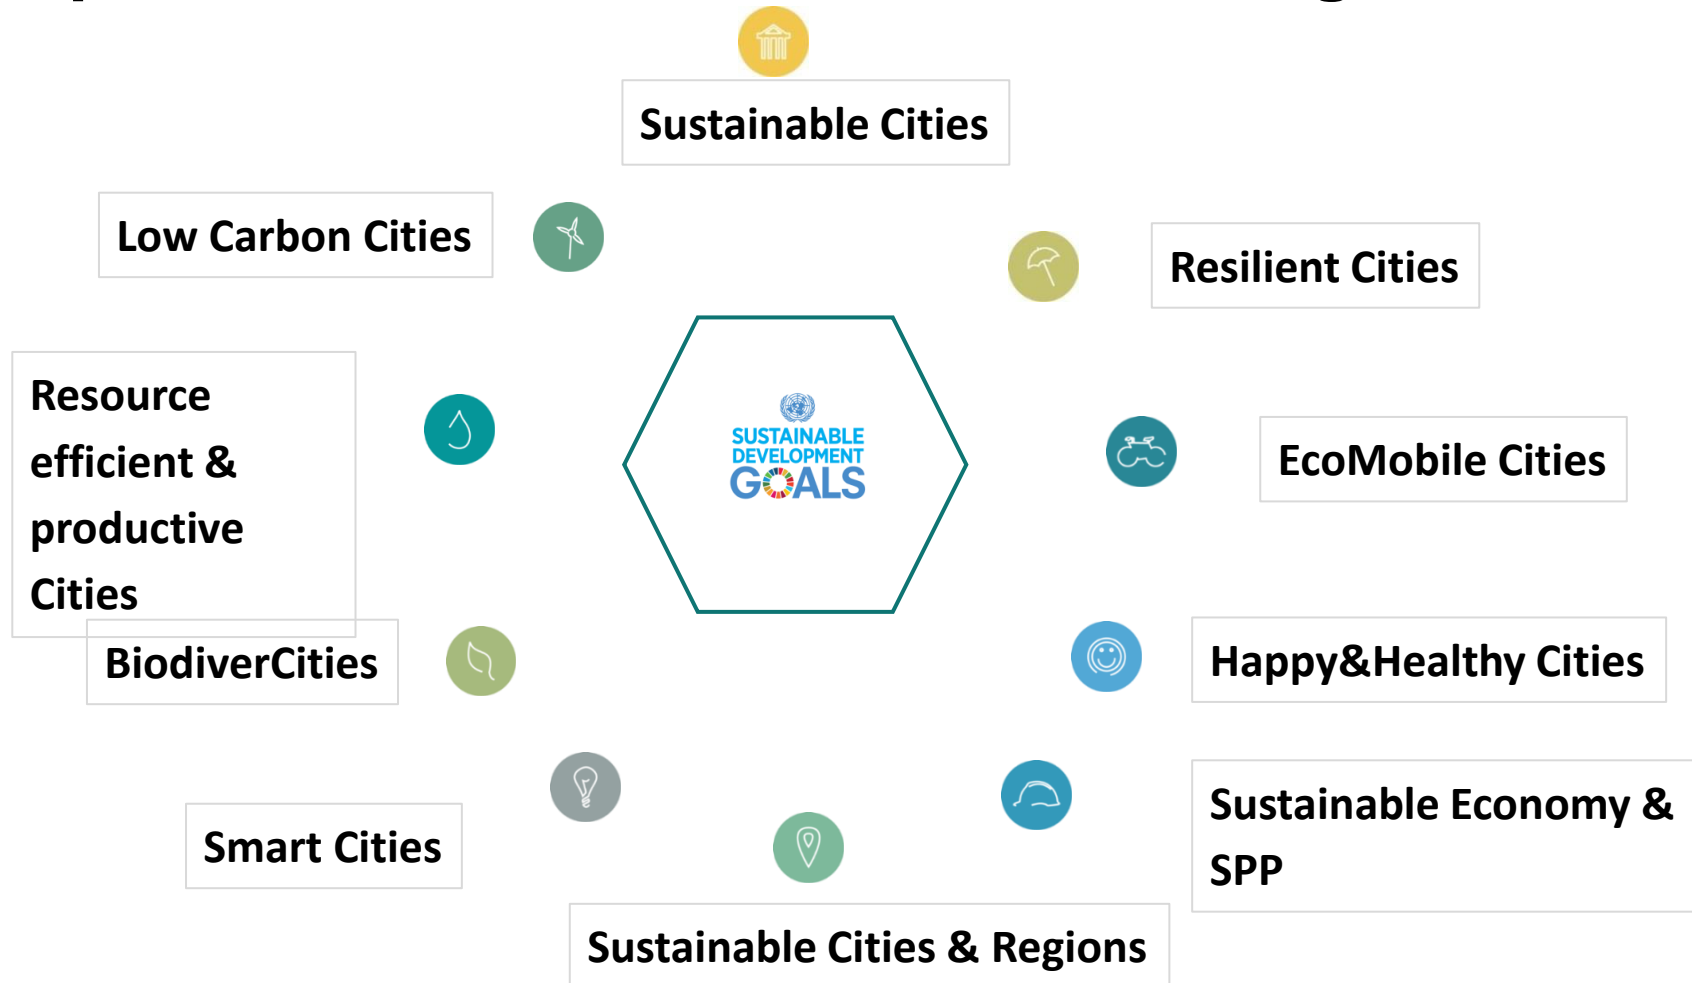 Sustainable Cities
Low Carbon Cities
Resilient Cities
Resource
efficient &
productive
Cities
SUSTAINABLE
DEVELOPMENT
GOALS
EcoMobile Cities
BiodiverCities
Happy&Healthy Cities
Smart Cities
Sustainable Economy &
SPP
Sustainable Cities & Regions